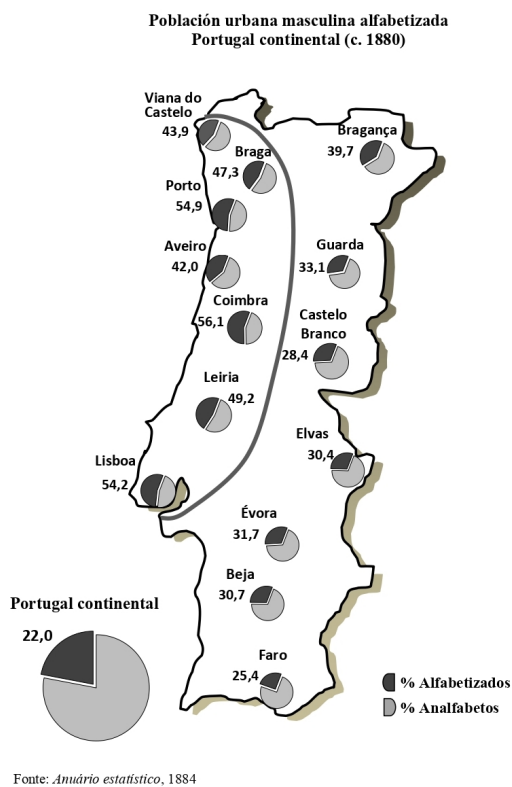 Población urbana masculina alfabetizada
Portugal continental (c. 1880)
Viana do
Castelo
43,9
Bragança
39,7
Braga
47,3
Porto
54,9
Aveiro
42,0
Guarda
33,1
Coimbra
56,1
Castelo
Branco
28,4
Leiria
49,2
Elvas
30,4
Lisboa
54,2
Évora
31,7
Beja
30,7
Portugal continental
22,0
Faro
25,4
% Alfabetizados
% Analfabetos
Fonte: Anuário estatístico, 1884